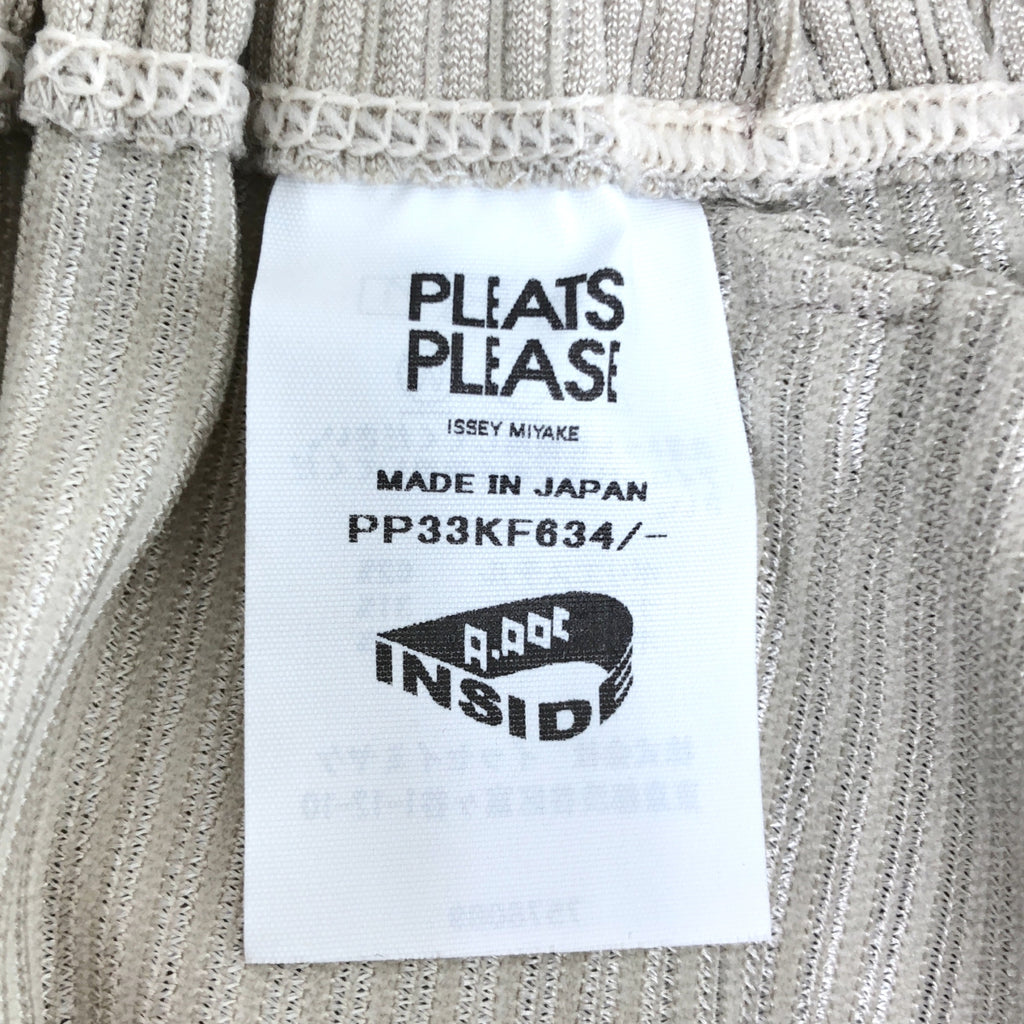 PLEATS
PLEASE
ISSEY MIYAKE
MADE IN JAPAN
PP33KF634/-
A-POC
INSIDE